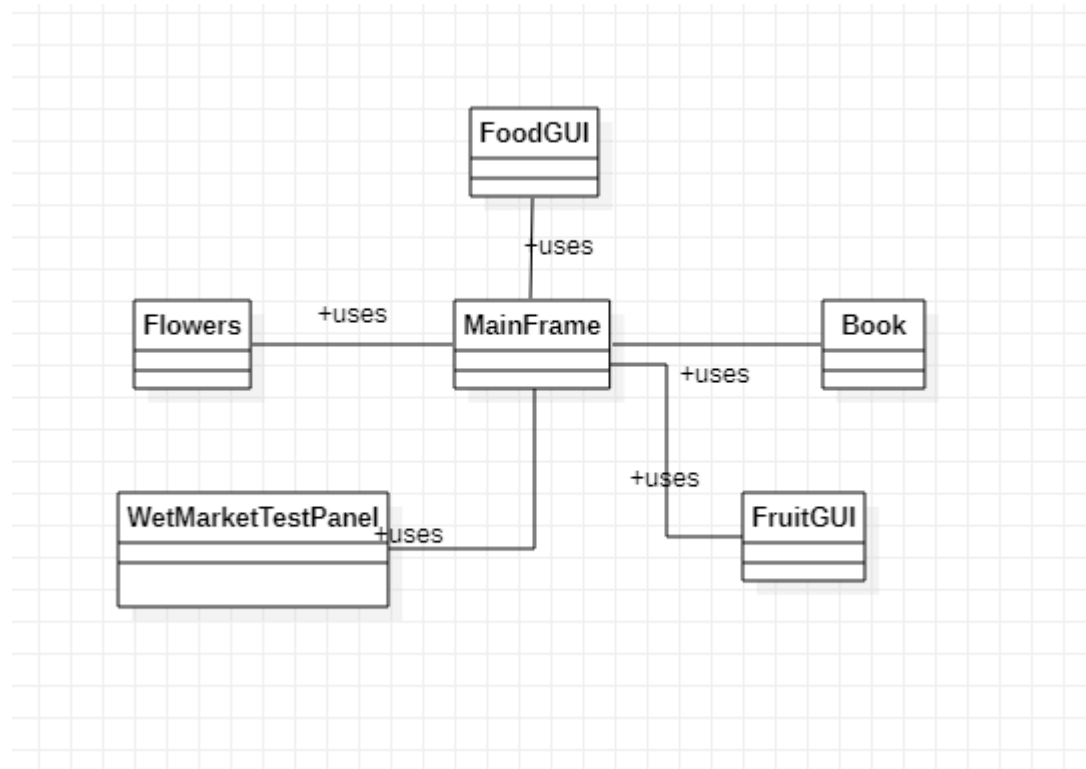 FoodGUI
+uses
Flowers
+uses
MainFrame
Book
+uses
+uses
WetMarketTestPanel
+uses
FruitGUI